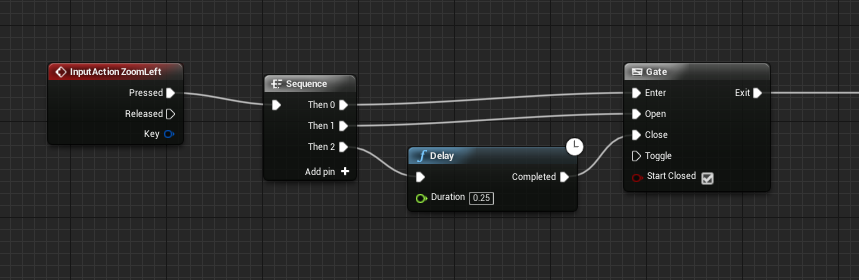 InputAction ZoomLeft
Pressed
Released
Key
Sequence
Then 0
Then 1
Then 2
Add pin
Delay
Completed
Duration 0.25
Gate
Enter Exit
Open
Close
Toggle
Start Closed